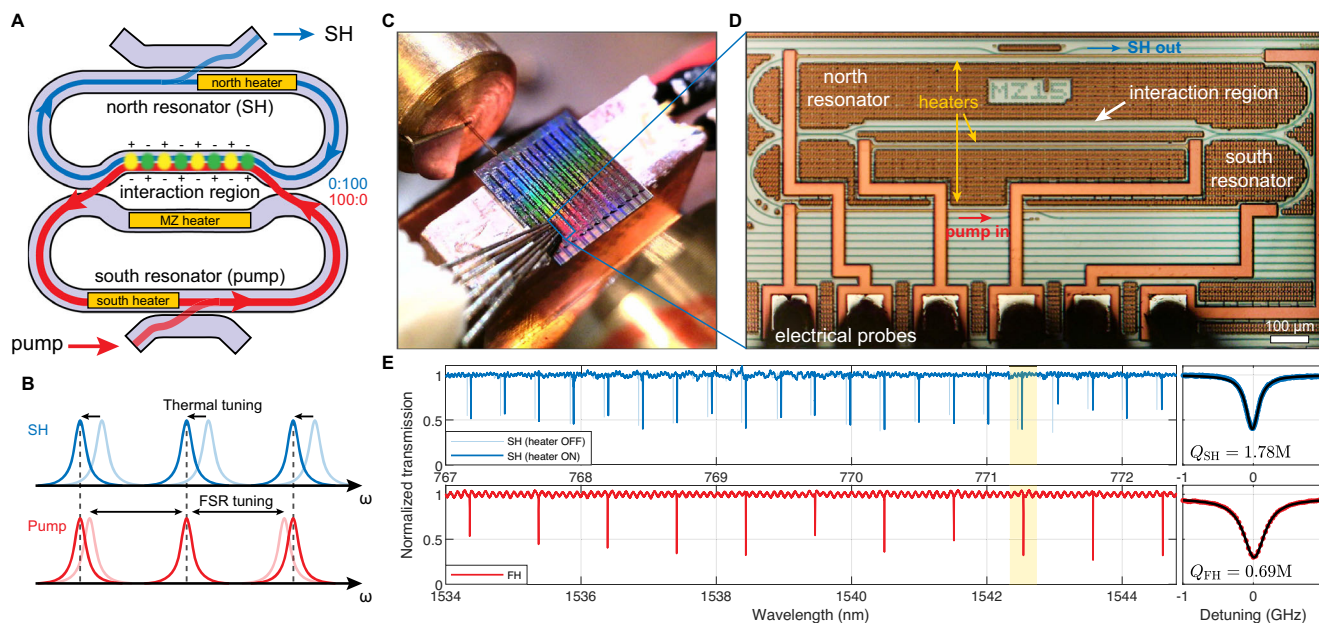 A
SH
north heater
north resonator (SH)
+ - + - + - + -
- + - + - + - +
interaction region
0:100
100:0
MZ heater
south resonator (pump)
south heater
pump
B
Thermal tuning
SH
ω
FSR tuning
Pump
ω
C
D
SH out
north
resonator
MZ15
interaction region
heaters
south
resonator
pump in
electrical probes
100 μm
E
Normalized transmission
1
0.5
0
SH (heater OFF)
SH (heater ON)
767 768 769 770 771 772
Q_SH = 1.78M
-1 0 1
1
0.5
0
FH
1534 1536 1538 1540 1542 1544
Wavelength (nm)
Q_FH = 0.69M
-1 0 1
Detuning (GHz)